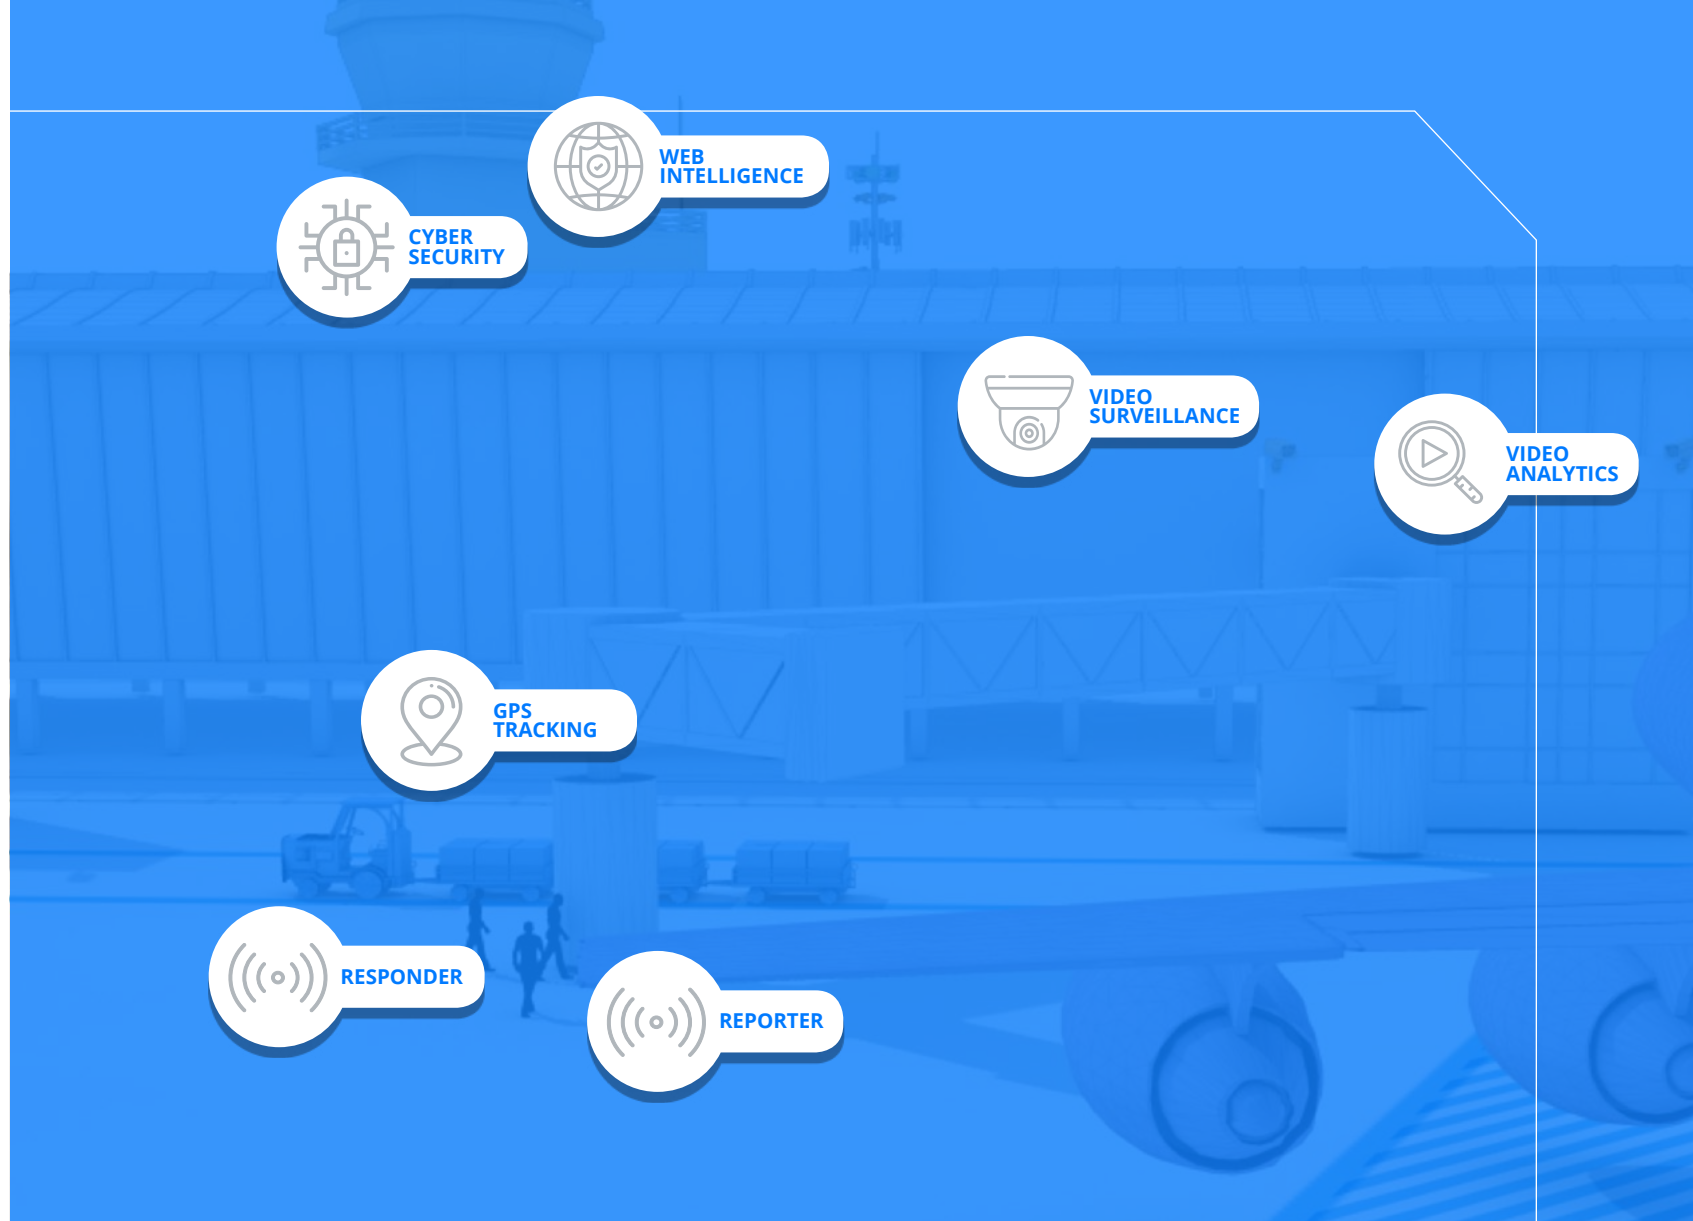 WEB
INTELLIGENCE
CYBER
SECURITY
VIDEO
SURVEILLANCE
VIDEO
ANALYTICS
GPS
TRACKING
RESPONDER
REPORTER